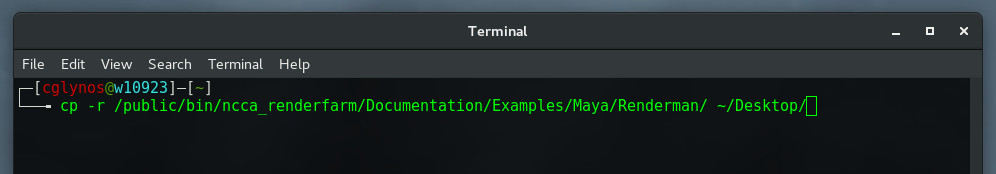 Terminal
File Edit View Search Terminal Help
┌─[cglynos@w10923]─[~]
└──╼ cp -r /public/bin/ncca_renderfarm/Documentation/Examples/Maya/Renderman/ ~/Desktop/